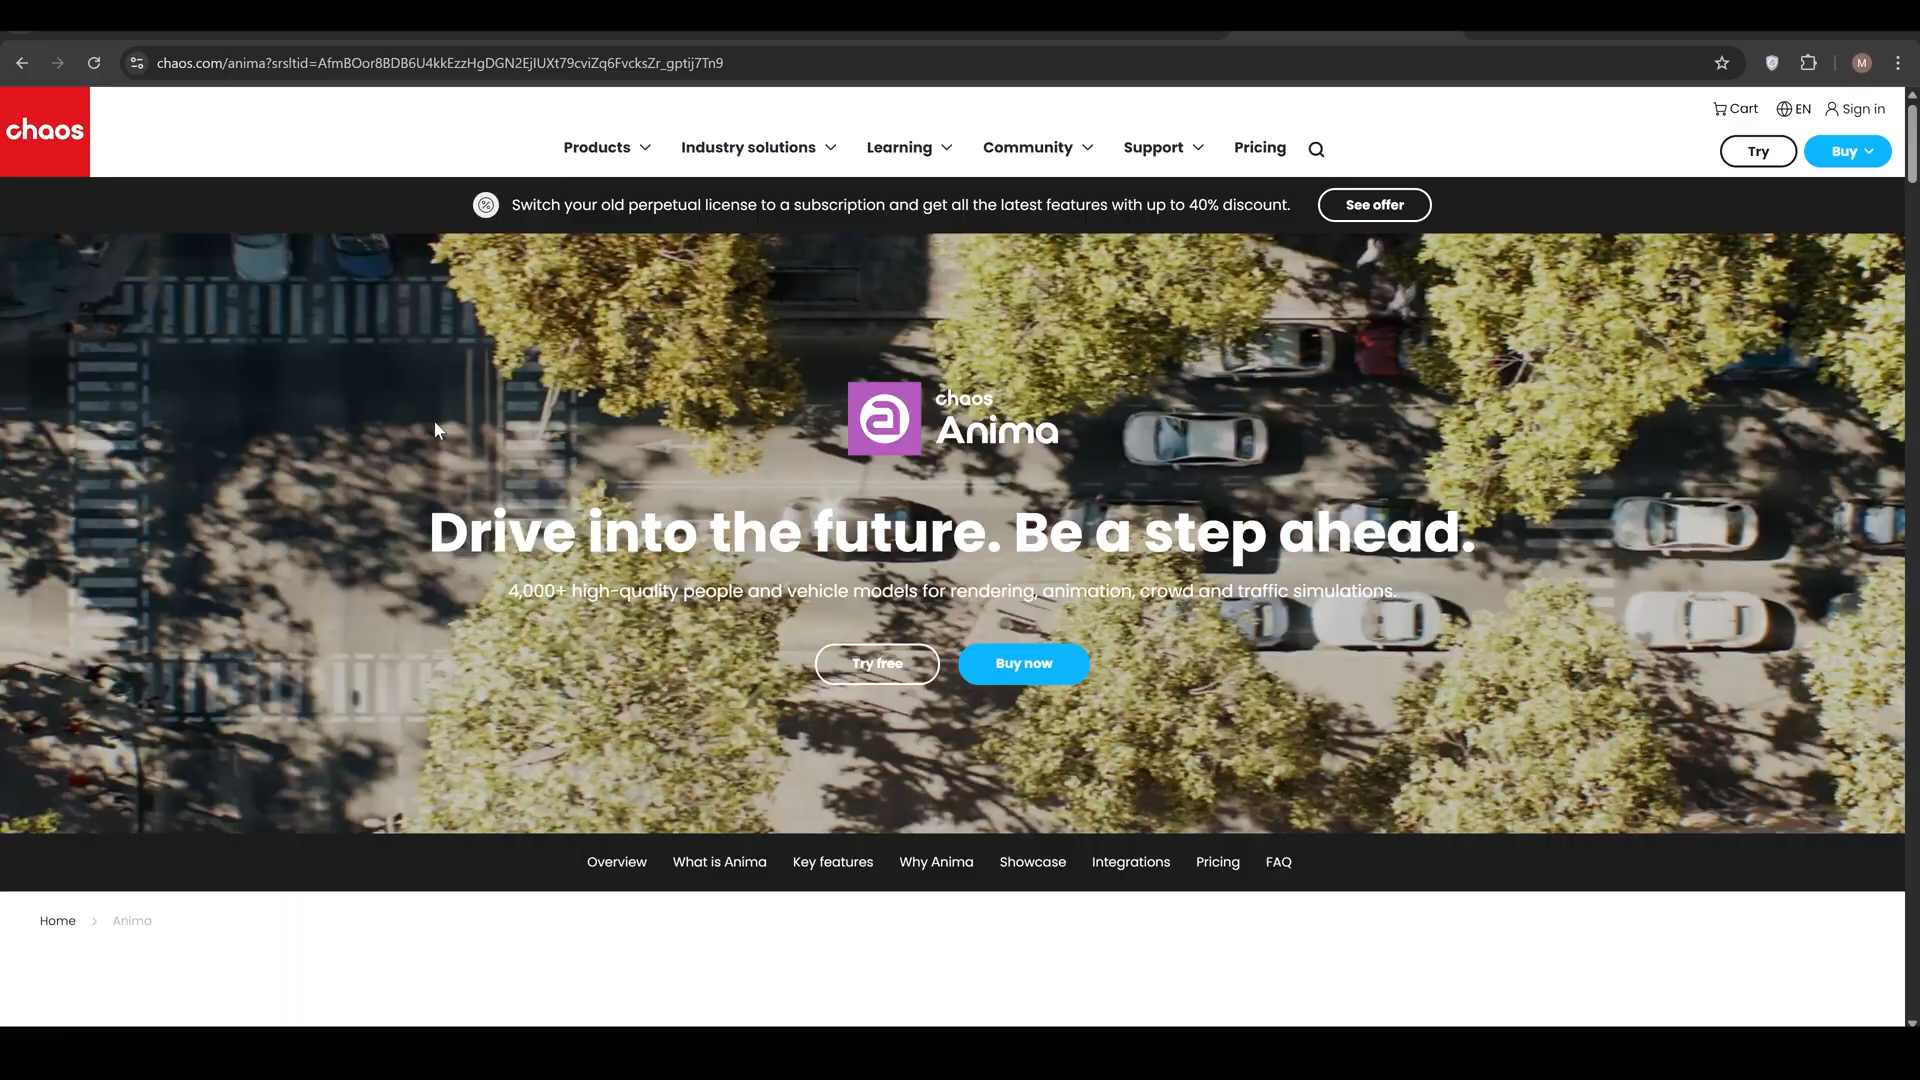 chaos.com/anima?srsltid=AfmBOor8BDB6U4kkEzzHgDGN2EjIUXt79cviZq6FvcksZr_gptij7Tn9
M
chaos
Cart
EN
Sign in
Products
Industry solutions
Learning
Community
Support
Pricing
Try
Buy
Switch your old perpetual license to a subscription and get all the latest features with up to 40% discount.
See offer
a
chaos
Anima
Drive into the future. Be a step ahead.
4,000+ high-quality people and vehicle models for rendering, animation, crowd and traffic simulations.
Try free
Buy now
Overview
What is Anima
Key features
Why Anima
Showcase
Integrations
Pricing
FAQ
Home
Anima